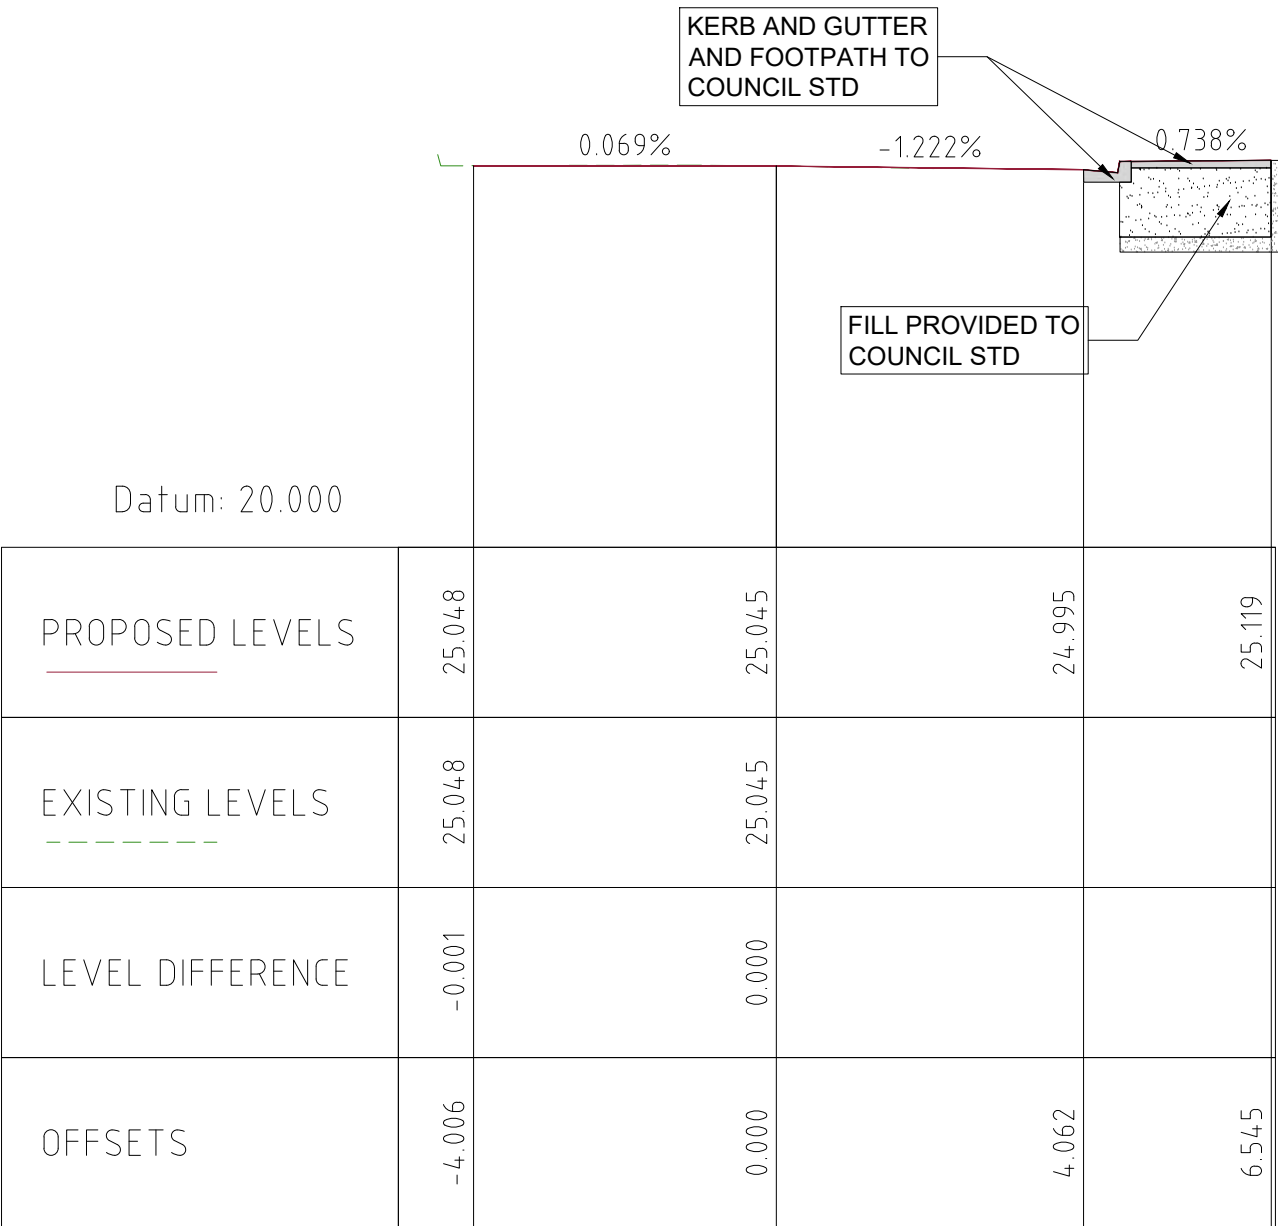 KERB AND GUTTER
AND FOOTPATH TO
COUNCIL STD
0.069%
-1.222%
0.738%
FILL PROVIDED TO
COUNCIL STD
Datum: 20.000
PROPOSED LEVELS
25.048
25.045
24.995
25.119
EXISTING LEVELS
25.048
25.045
LEVEL DIFFERENCE
-0.001
0.000
OFFSETS
-4.006
0.000
4.062
6.545